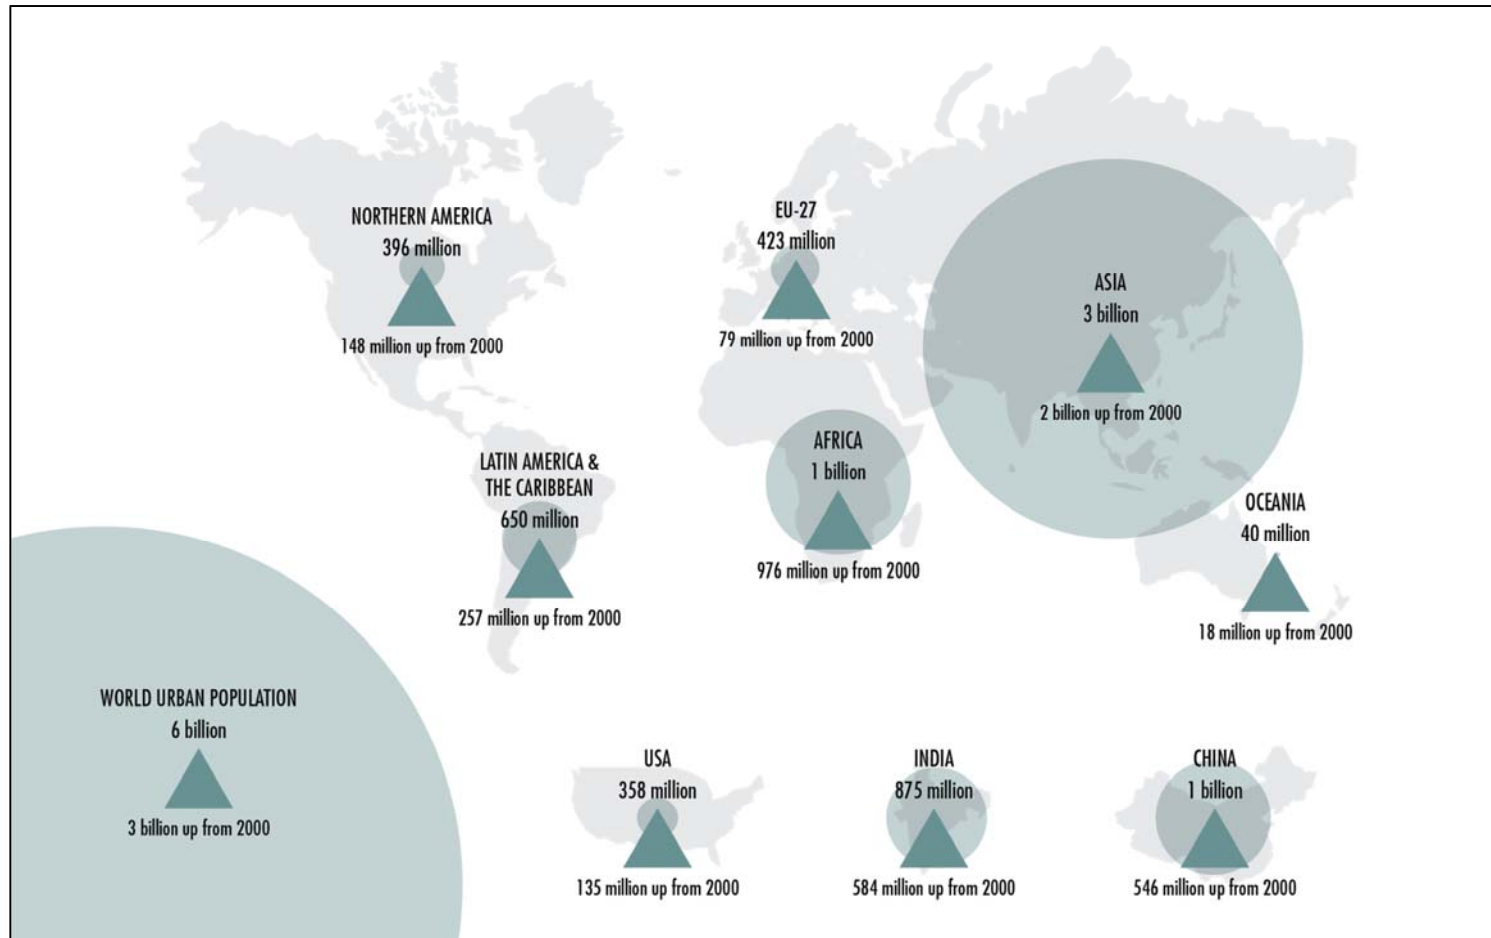 NORTHERN AMERICA
396 million
148 million up from 2000
EU-27
423 million
79 million up from 2000
ASIA
3 billion
2 billion up from 2000
AFRICA
1 billion
976 million up from 2000
LATIN AMERICA &
THE CARIBBEAN
650 million
257 million up from 2000
OCEANIA
40 million
18 million up from 2000
WORLD URBAN POPULATION
6 billion
3 billion up from 2000
USA
358 million
135 million up from 2000
INDIA
875 million
584 million up from 2000
CHINA
1 billion
546 million up from 2000